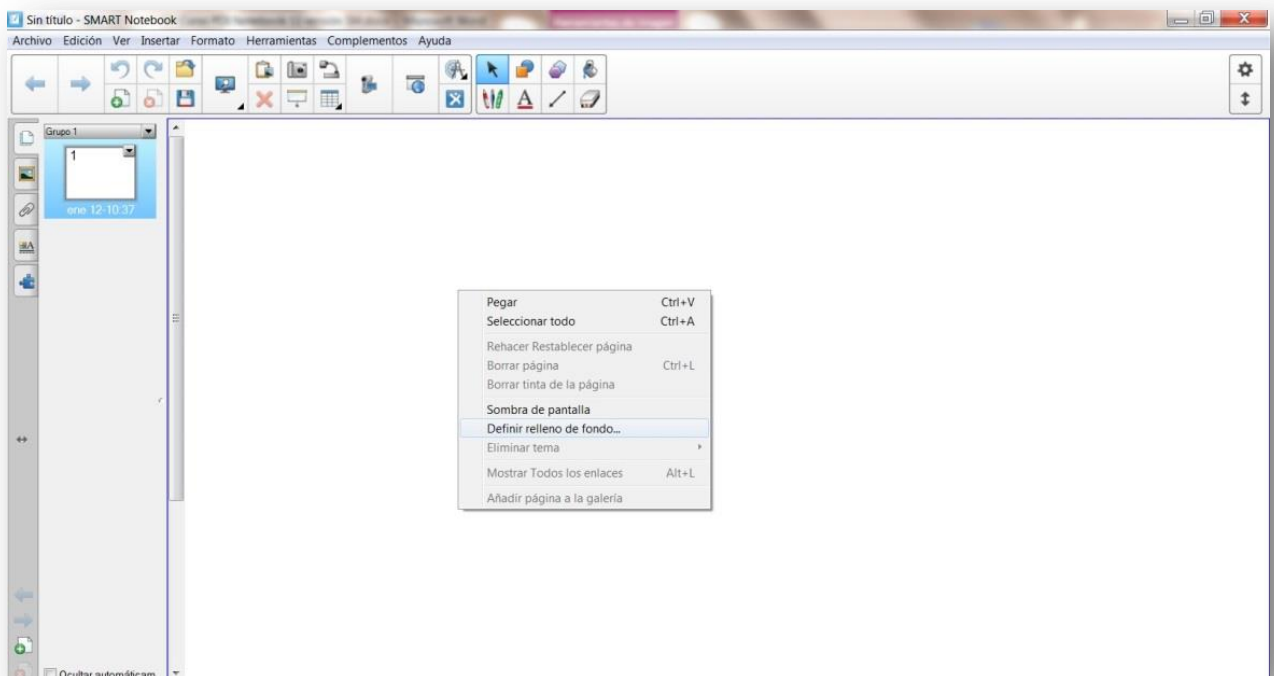 Sin título - SMART Notebook
Archivo Edición Ver Insertar Formato Herramientas Complementos Ayuda
Grupo 1
1
ene 12-10:37
Pegar Ctrl+V
Seleccionar todo Ctrl+A
Rehacer Restablecer página
Borrar página Ctrl+L
Borrar tinta de la página
Sombra de pantalla
Definir relleno de fondo...
Eliminar tema
Mostrar Todos los enlaces Alt+L
Añadir página a la galería
Ocultar automáticam